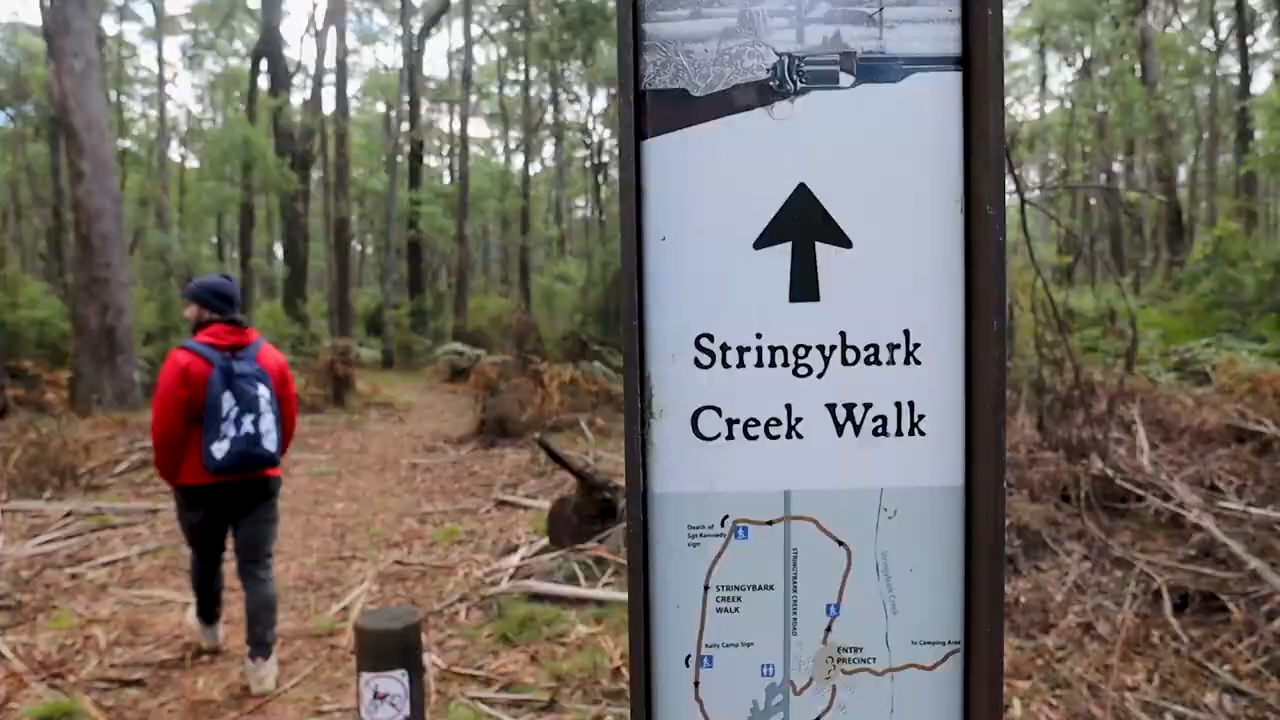 Stringybark
Creek Walk
Death of
Sgt Kennedy
sign
STRINGYBARK
CREEK
WALK
STRINGYBARK CREEK ROAD
Stringybark Creek
Kelly Camp Sign
ENTRY
PRECINCT
To Camping Area